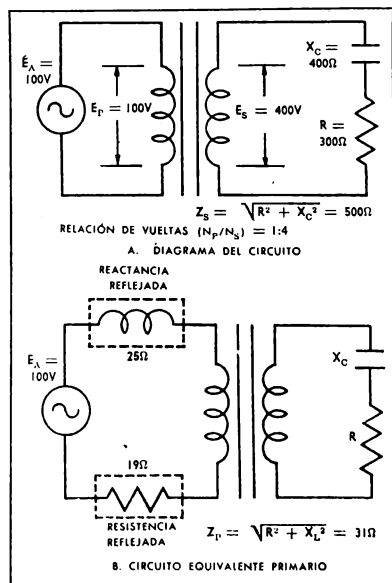 E_A =
100V
E_P = 100V
E_S = 400V
X_C =
400Ω
R =
300Ω
Z_S = √R² + X_C² = 500Ω
RELACIÓN DE VUELTAS (N_P/N_S) = 1:4
A. DIAGRAMA DEL CIRCUITO
REACTANCIA
REFLEJADA
25Ω
E_A =
100V
X_C
R
19Ω
RESISTENCIA
REFLEJADA
Z_P = √R² + X_L² = 31Ω
B. CIRCUITO EQUIVALENTE PRIMARIO